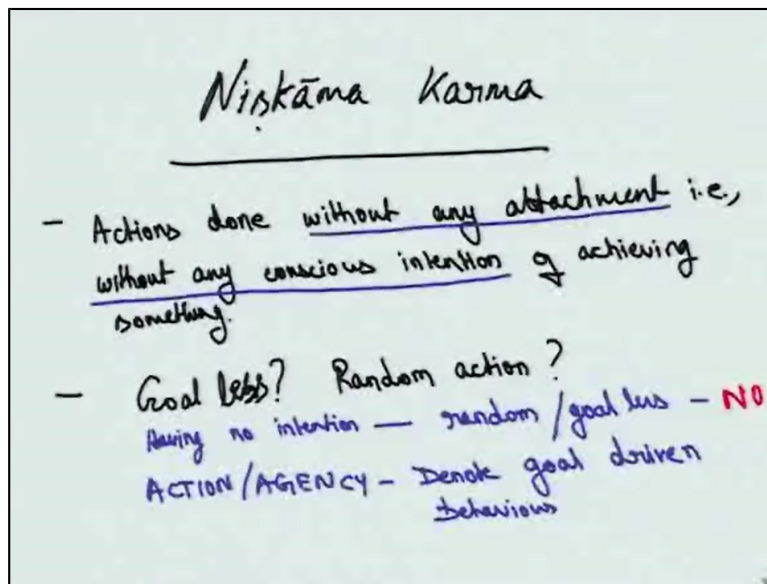 Niṣkāma Karma
- Actions done without any attachment i.e.,
without any conscious intention of achieving
something.
- Goal less? Random action?
Having no intention — random/goal less - NO
ACTION/AGENCY - Denote goal driven
behaviours